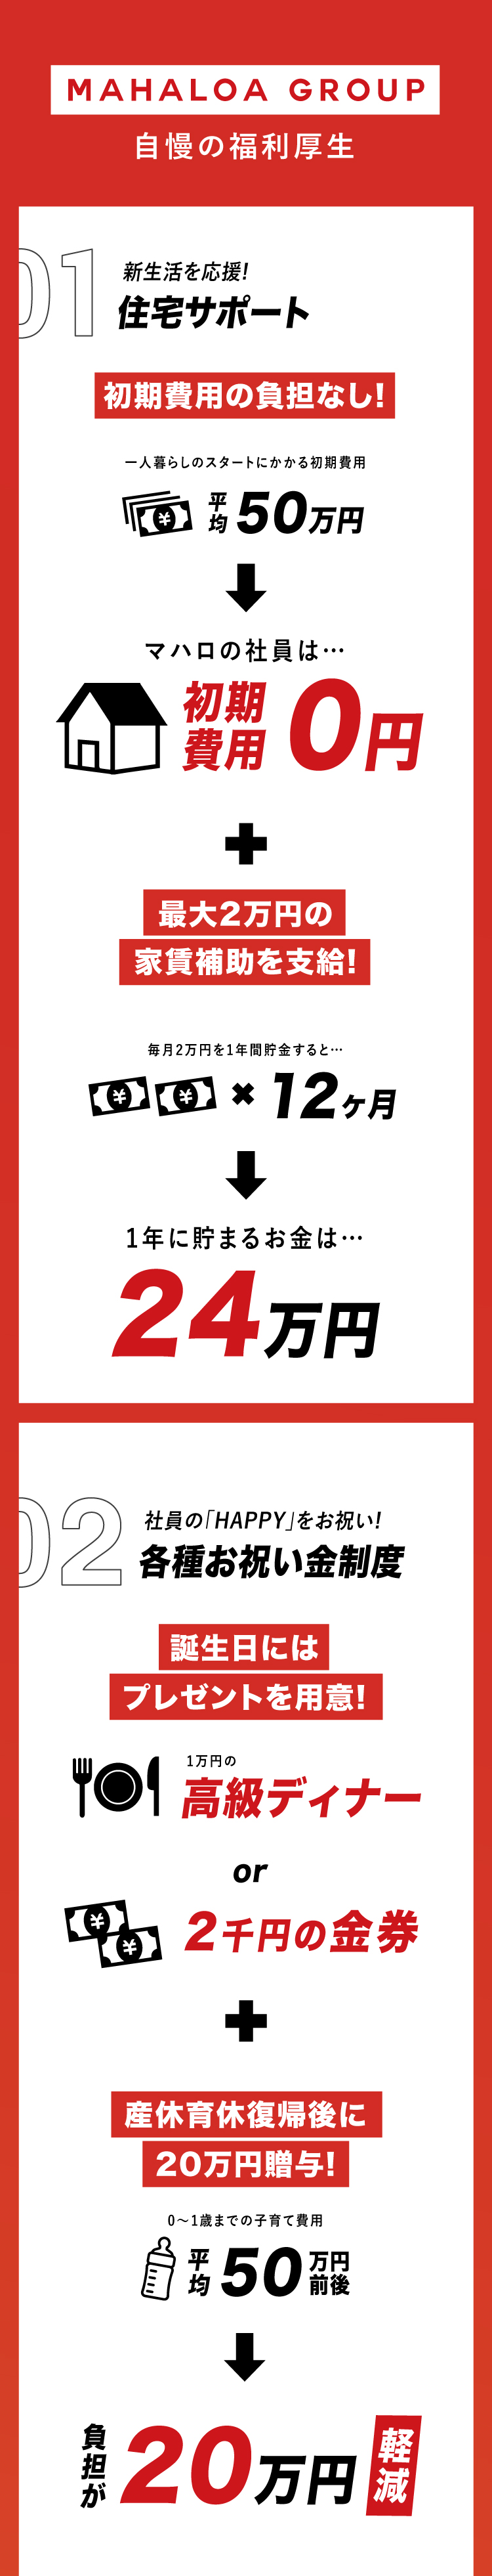 MAHALOA GROUP
自慢の福利厚生
01
新生活を応援!
住宅サポート
初期費用の負担なし!
一人暮らしのスタートにかかる初期費用
平均50万円
マハロの社員は…
初期費用 0円
最大2万円の
家賃補助を支給!
毎月2万円を1年間貯金すると…
12ヶ月
1年に貯まるお金は…
24万円
02
社員の「HAPPY」をお祝い!
各種お祝い金制度
誕生日には
プレゼントを用意!
1万円の
高級ディナー
or
2千円の金券
産休育休復帰後に
20万円贈与!
0～1歳までの子育て費用
平均50万円前後
負担が20万円軽減